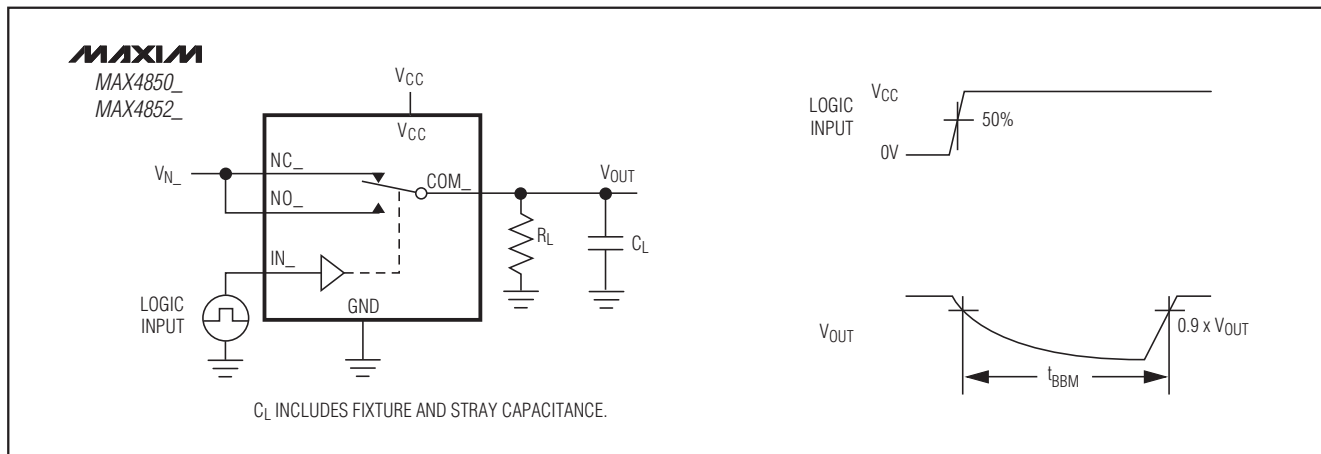 MAXIM
MAX4850_
MAX4852_
VCC
VCC
VN_
NC_
NO_
COM_
VOUT
RL
CL
IN_
LOGIC
INPUT
GND
CL INCLUDES FIXTURE AND STRAY CAPACITANCE.
LOGIC
INPUT
VCC
50%
0V
VOUT
0.9 x VOUT
tBBM